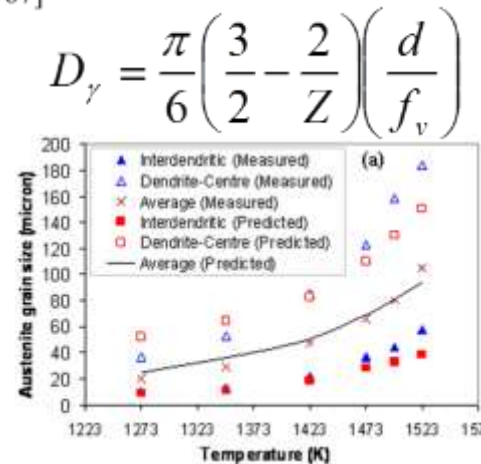 D_γ = π/6 (3/2 − 2/Z) (d/f_v)
200
180
160
140
120
100
80
60
40
20
0
Austenite grain size (micron)
(a)
Interdendritic (Measured)
Dendrite-Centre (Measured)
Average (Measured)
Interdendritic (Predicted)
Dendrite-Centre (Predicted)
Average (Predicted)
1223 1273 1323 1373 1423 1473 1523
Temperature (K)